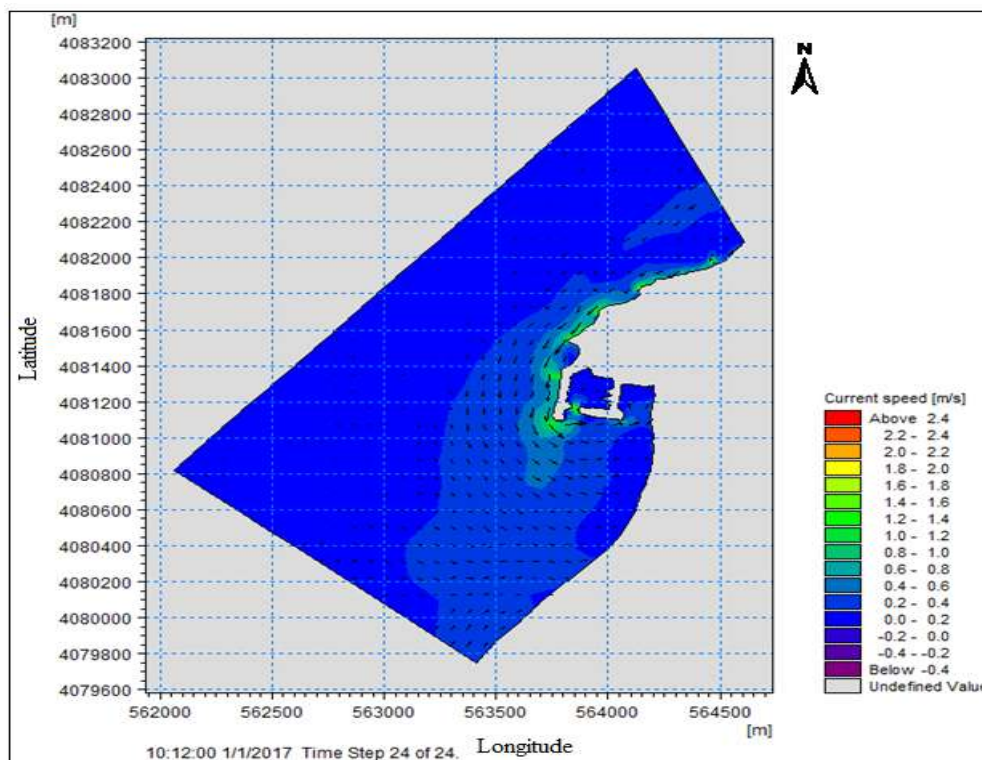 [m]
N
4083200
4083000
4082800
4082600
4082400
4082200
4082000
4081800
4081600
4081400
4081200
4081000
4080800
4080600
4080400
4080200
4080000
4079800
4079600
Latitude
562000 562500 563000 563500 564000 564500
[m]
Longitude
10:12:00 1/1/2017 Time Step 24 of 24.
Current speed [m/s]
Above 2.4
2.2 - 2.4
2.0 - 2.2
1.8 - 2.0
1.6 - 1.8
1.4 - 1.6
1.2 - 1.4
1.0 - 1.2
0.8 - 1.0
0.6 - 0.8
0.4 - 0.6
0.2 - 0.4
0.0 - 0.2
-0.2 - 0.0
-0.4 - -0.2
Below -0.4
Undefined Value